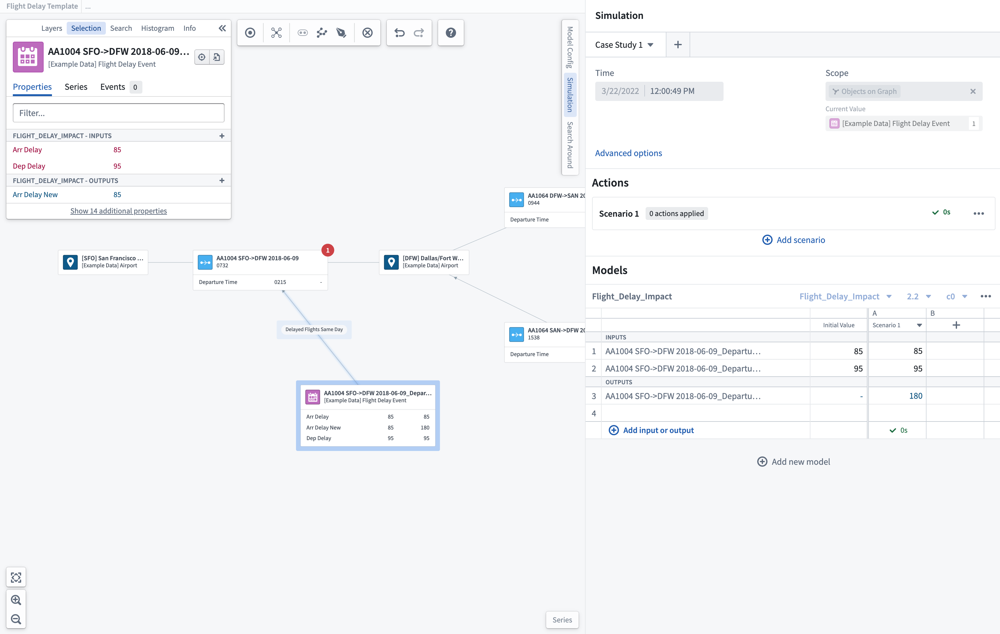 Flight Delay Template
...
Layers
Selection
Search
Histogram
Info
AA1004 SFO->DFW 2018-06-09...
[Example Data] Flight Delay Event
Properties
Series
Events 0
Filter...
FLIGHT_DELAY_IMPACT - INPUTS
Arr Delay 85
Dep Delay 95
FLIGHT_DELAY_IMPACT - OUTPUTS
Arr Delay New 85
Show 14 additional properties
Model Config
Simulation
Search Around
[SFO] San Francisco ...
[Example Data] Airport
AA1004 SFO->DFW 2018-06-09
0732
1
Departure Time 0215 -
[DFW] Dallas/Fort W...
[Example Data] Airport
AA1064 DFW->SAN 20
0944
Departure Time
AA1064 SAN->DFW 20
1538
Departure Time
Delayed Flights Same Day
AA1004 SFO->DFW 2018-06-09_Depar...
[Example Data] Flight Delay Event
Arr Delay 85 85
Arr Delay New 85 180
Dep Delay 95 95
Series
Simulation
Case Study 1
Time
3/22/2022 12:00:49 PM
Scope
Objects on Graph
Current Value
[Example Data] Flight Delay Event 1
Advanced options
Actions
Scenario 1 0 actions applied 0s
Add scenario
Models
Flight_Delay_Impact Flight_Delay_Impact 2.2 c0
A B
Initial Value Scenario 1
INPUTS
1 AA1004 SFO->DFW 2018-06-09_Departu... 85 85
2 AA1004 SFO->DFW 2018-06-09_Departu... 95 95
OUTPUTS
3 AA1004 SFO->DFW 2018-06-09_Departu... - 180
4
Add input or output 0s
Add new model